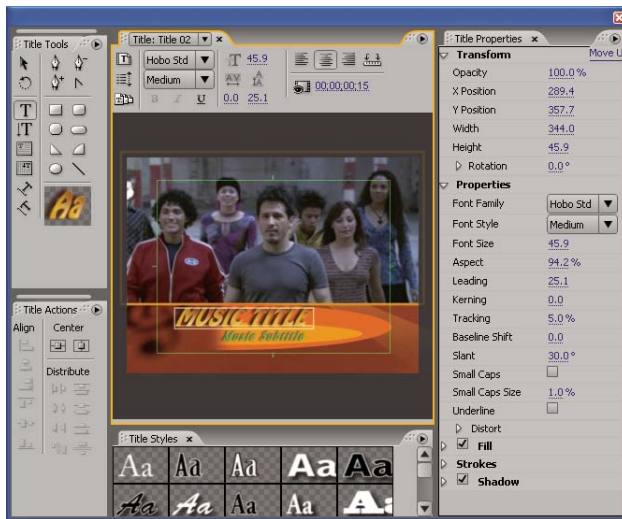 Title Tools
Title: Title 02
Hobo Std
45.9
Medium
B I U
0.0 25.1
00;00;00;15
MUSIC TITLE
Music Subtitle
Title Actions
Align
Center
Distribute
Title Styles
Aa Aa Aa Aa Aa
Aa Aa Aa Aa Aa
Title Properties
Transform
Move U
Opacity 100.0 %
X Position 289.4
Y Position 357.7
Width 344.0
Height 45.9
Rotation 0.0 °
Properties
Font Family Hobo Std
Font Style Medium
Font Size 45.9
Aspect 94.2 %
Leading 25.1
Kerning 0.0
Tracking 5.0 %
Baseline Shift 0.0
Slant 30.0 °
Small Caps
Small Caps Size 1.0 %
Underline
Distort
Fill
Strokes
Shadow